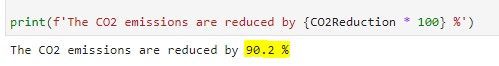 print(f'The CO2 emissions are reduced by {CO2Reduction * 100} %')
The CO2 emissions are reduced by 90.2 %